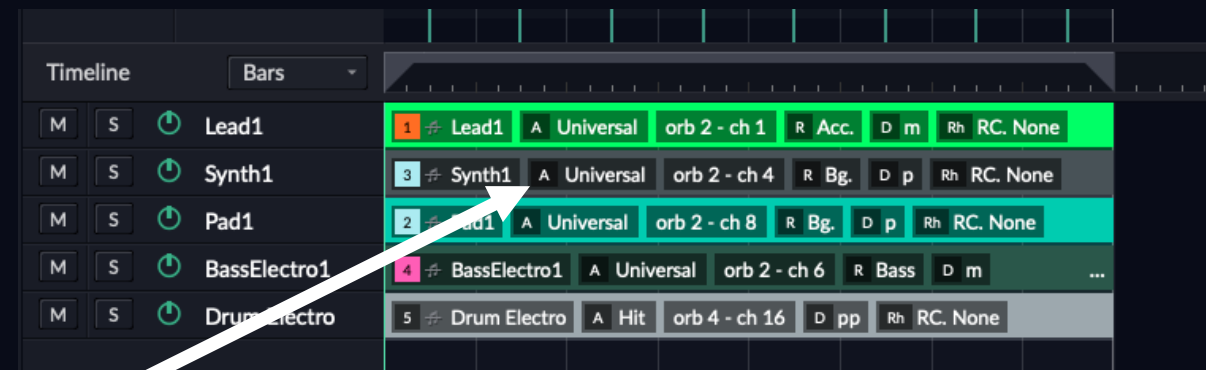 Timeline Bars
M S Lead1 1 Lead1 A Universal orb 2 - ch 1 R Acc. D m Rh RC. None
M S Synth1 3 Synth1 A Universal orb 2 - ch 4 R Bg. D p Rh RC. None
M S Pad1 2 Pad1 A Universal orb 2 - ch 8 R Bg. D p Rh RC. None
M S BassElectro1 4 BassElectro1 A Universal orb 2 - ch 6 R Bass D m ...
M S Drum Electro 5 Drum Electro A Hit orb 4 - ch 16 D pp Rh RC. None